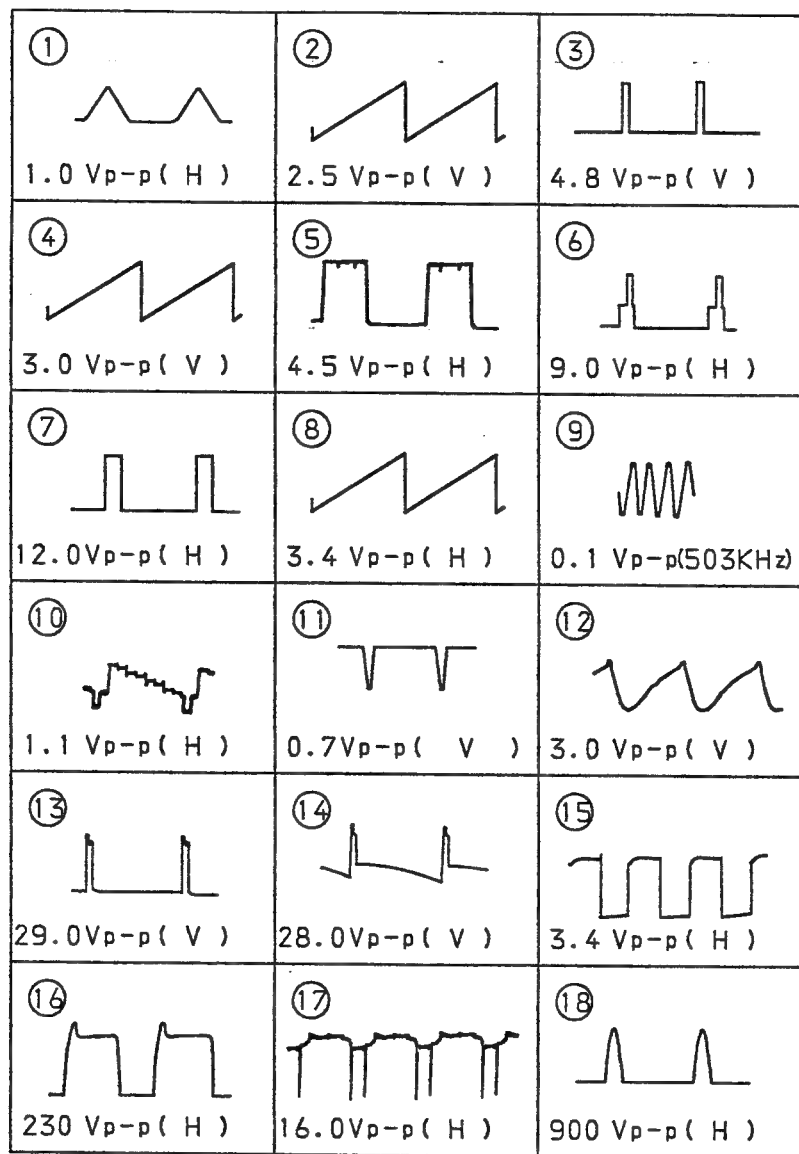 ① ② ③
1.0 Vp-p( H ) 2.5 Vp-p( V ) 4.8 Vp-p( V )
④ ⑤ ⑥
3.0 Vp-p( V ) 4.5 Vp-p( H ) 9.0 Vp-p( H )
⑦ ⑧ ⑨
12.0Vp-p( H ) 3.4 Vp-p( H ) 0.1 Vp-p(503KHz)
⑩ ⑪ ⑫
1.1 Vp-p( H ) 0.7Vp-p( V ) 3.0 Vp-p( V )
⑬ ⑭ ⑮
29.0Vp-p( V ) 28.0Vp-p( V ) 3.4 Vp-p( H )
⑯ ⑰ ⑱
230 Vp-p( H ) 16.0Vp-p( H ) 900 Vp-p( H )